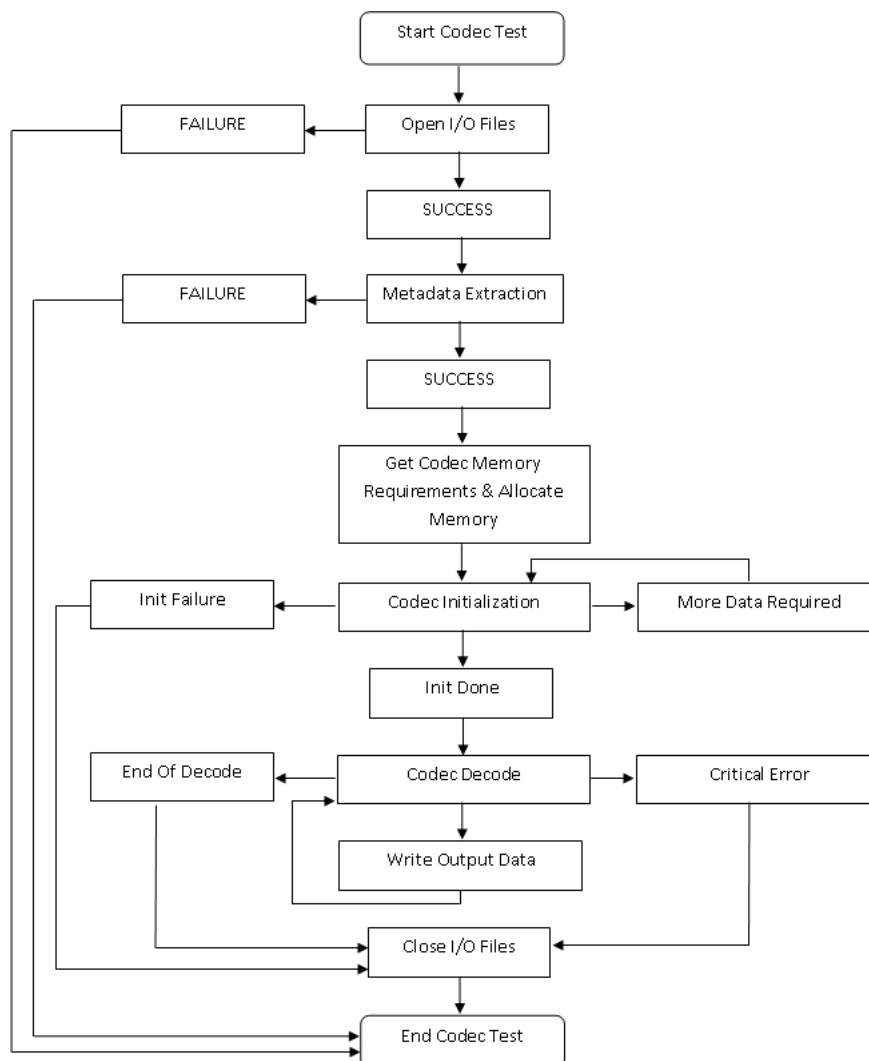 Start Codec Test
FAILURE
Open I/O Files
SUCCESS
FAILURE
Metadata Extraction
SUCCESS
Get Codec Memory
Requirements & Allocate
Memory
Init Failure
Codec Initialization
More Data Required
Init Done
End Of Decode
Codec Decode
Critical Error
Write Output Data
Close I/O Files
End Codec Test